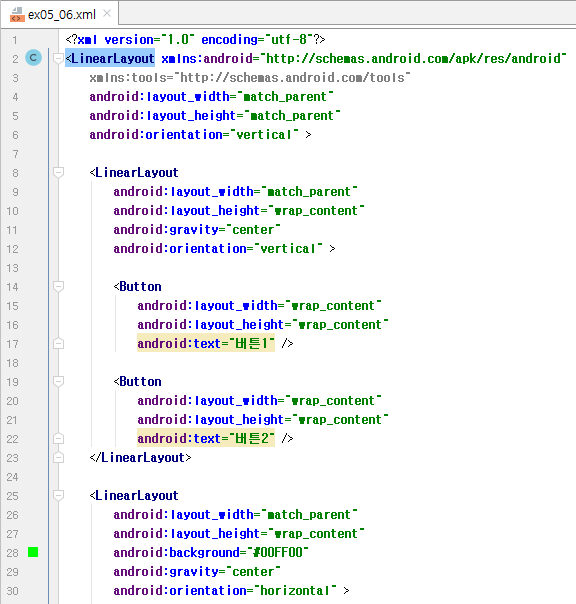 ex05_06.xml
1 <?xml version="1.0" encoding="utf-8"?>
2 C <LinearLayout xmlns:android="http://schemas.android.com/apk/res/android"
3 xmlns:tools="http://schemas.android.com/tools"
4 android:layout_width="match_parent"
5 android:layout_height="match_parent"
6 android:orientation="vertical" >
7
8 <LinearLayout
9 android:layout_width="match_parent"
10 android:layout_height="wrap_content"
11 android:gravity="center"
12 android:orientation="vertical" >
13
14 <Button
15 android:layout_width="wrap_content"
16 android:layout_height="wrap_content"
17 android:text="버튼1" />
18
19 <Button
20 android:layout_width="wrap_content"
21 android:layout_height="wrap_content"
22 android:text="버튼2" />
23 </LinearLayout>
24
25 <LinearLayout
26 android:layout_width="match_parent"
27 android:layout_height="wrap_content"
28 android:background="#00FF00"
29 android:gravity="center"
30 android:orientation="horizontal" >